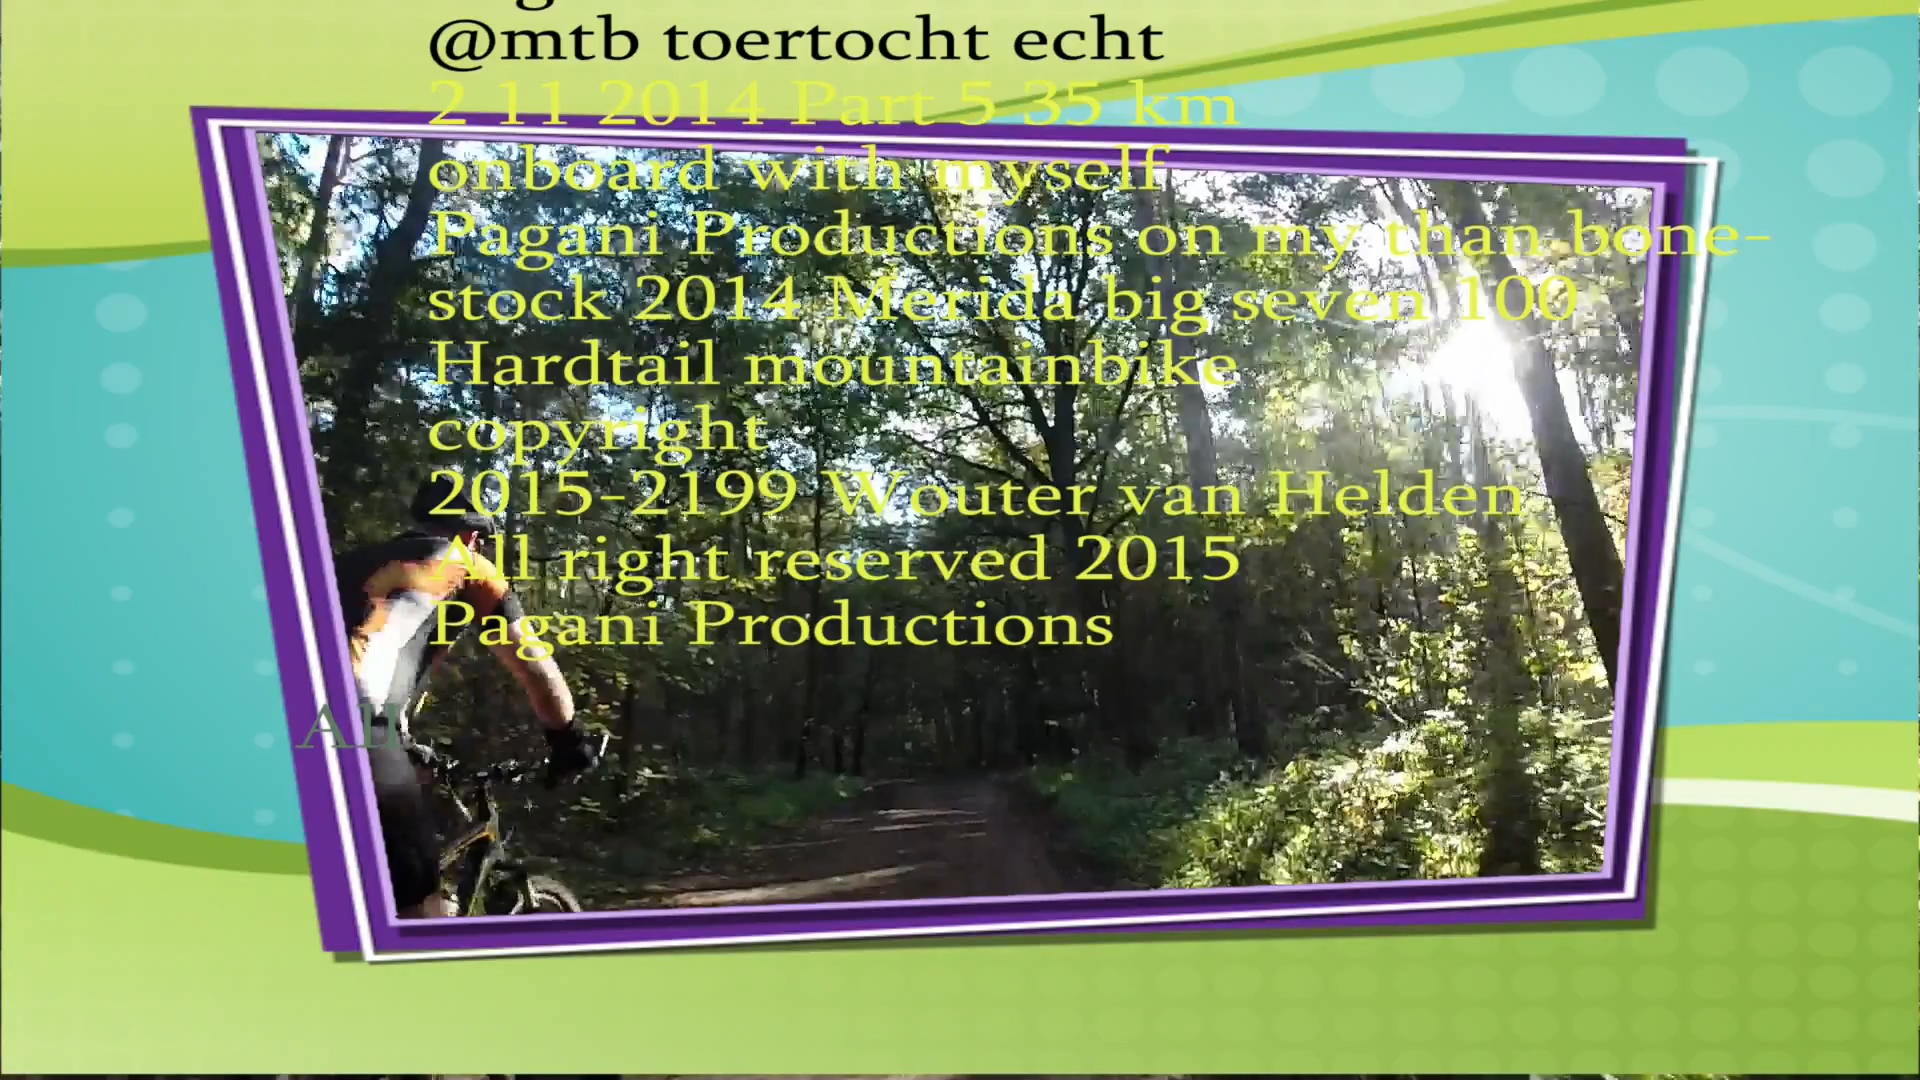 @mtb toertocht echt
2 11 2014 Part 5 35 km
onboard with myself
Pagani Productions on my than bone-
stock 2014 Merida big seven 100
Hardtail mountainbike
copyright
2015-2199 Wouter van Helden
All right reserved 2015
Pagani Productions
All